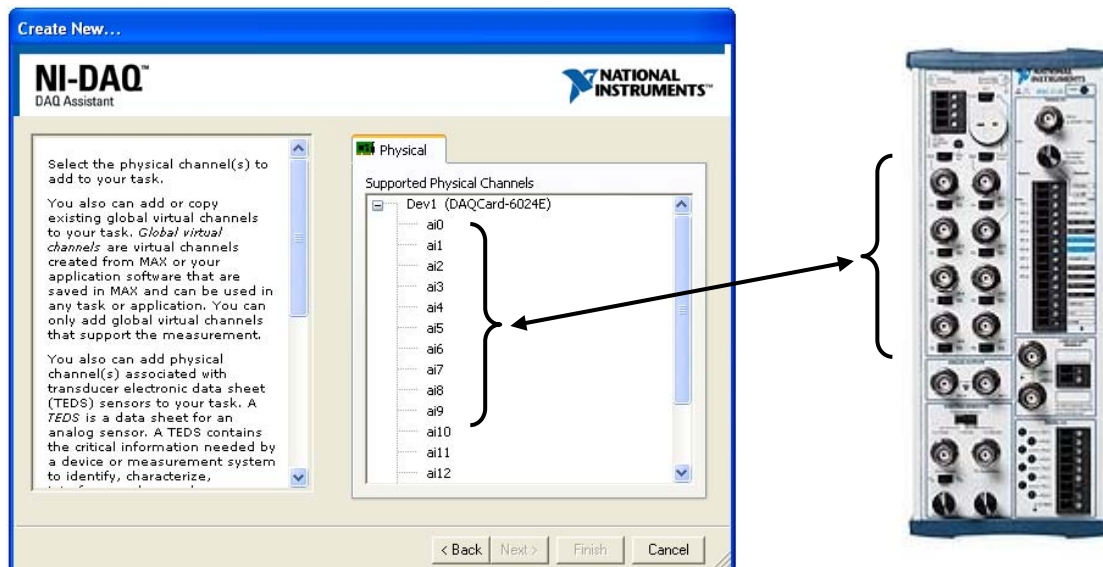 Create New...
NI-DAQ™
DAQ Assistant
NATIONAL
INSTRUMENTS™
Select the physical channel(s) to
add to your task.
You also can add or copy
existing global virtual channels
to your task. Global virtual
channels are virtual channels
created from MAX or your
application software that are
saved in MAX and can be used in
any task or application. You can
only add global virtual channels
that support the measurement.
You also can add physical
channel(s) associated with
transducer electronic data sheet
(TEDS) sensors to your task. A
TEDS is a data sheet for an
analog sensor. A TEDS contains
the critical information needed by
a device or measurement system
to identify, characterize,
Physical
Supported Physical Channels
Dev1 (DAQCard-6024E)
ai0
ai1
ai2
ai3
ai4
ai5
ai6
ai7
ai8
ai9
ai10
ai11
ai12
< Back
Next >
Finish
Cancel
NATIONAL
INSTRUMENTS